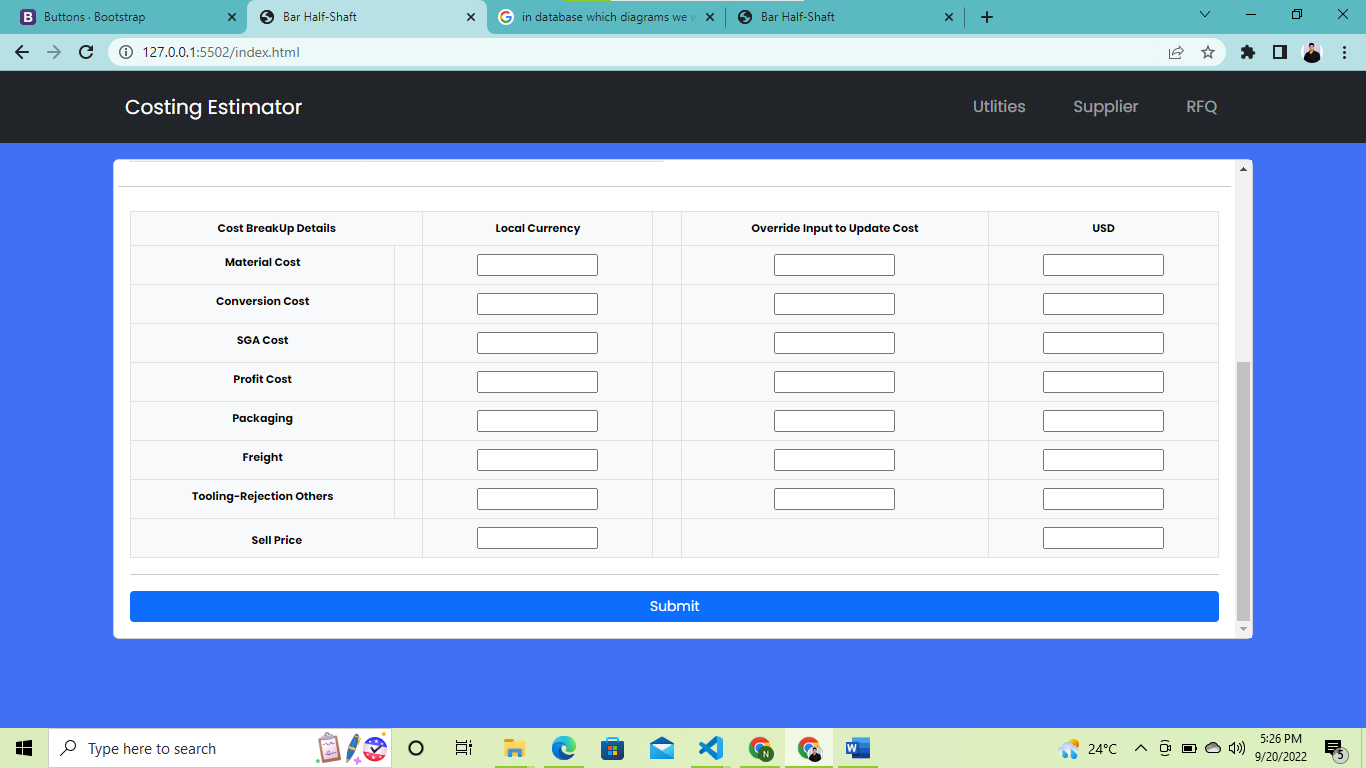 Buttons · Bootstrap
Bar Half-Shaft
in database which diagrams we
Bar Half-Shaft
127.0.0.1:5502/index.html
Costing Estimator
Utlities
Supplier
RFQ
Cost BreakUp Details
Local Currency
Override Input to Update Cost
USD
Material Cost
Conversion Cost
SGA Cost
Profit Cost
Packaging
Freight
Tooling-Rejection Others
Sell Price
Submit
Type here to search
24°C
5:26 PM
9/20/2022
5